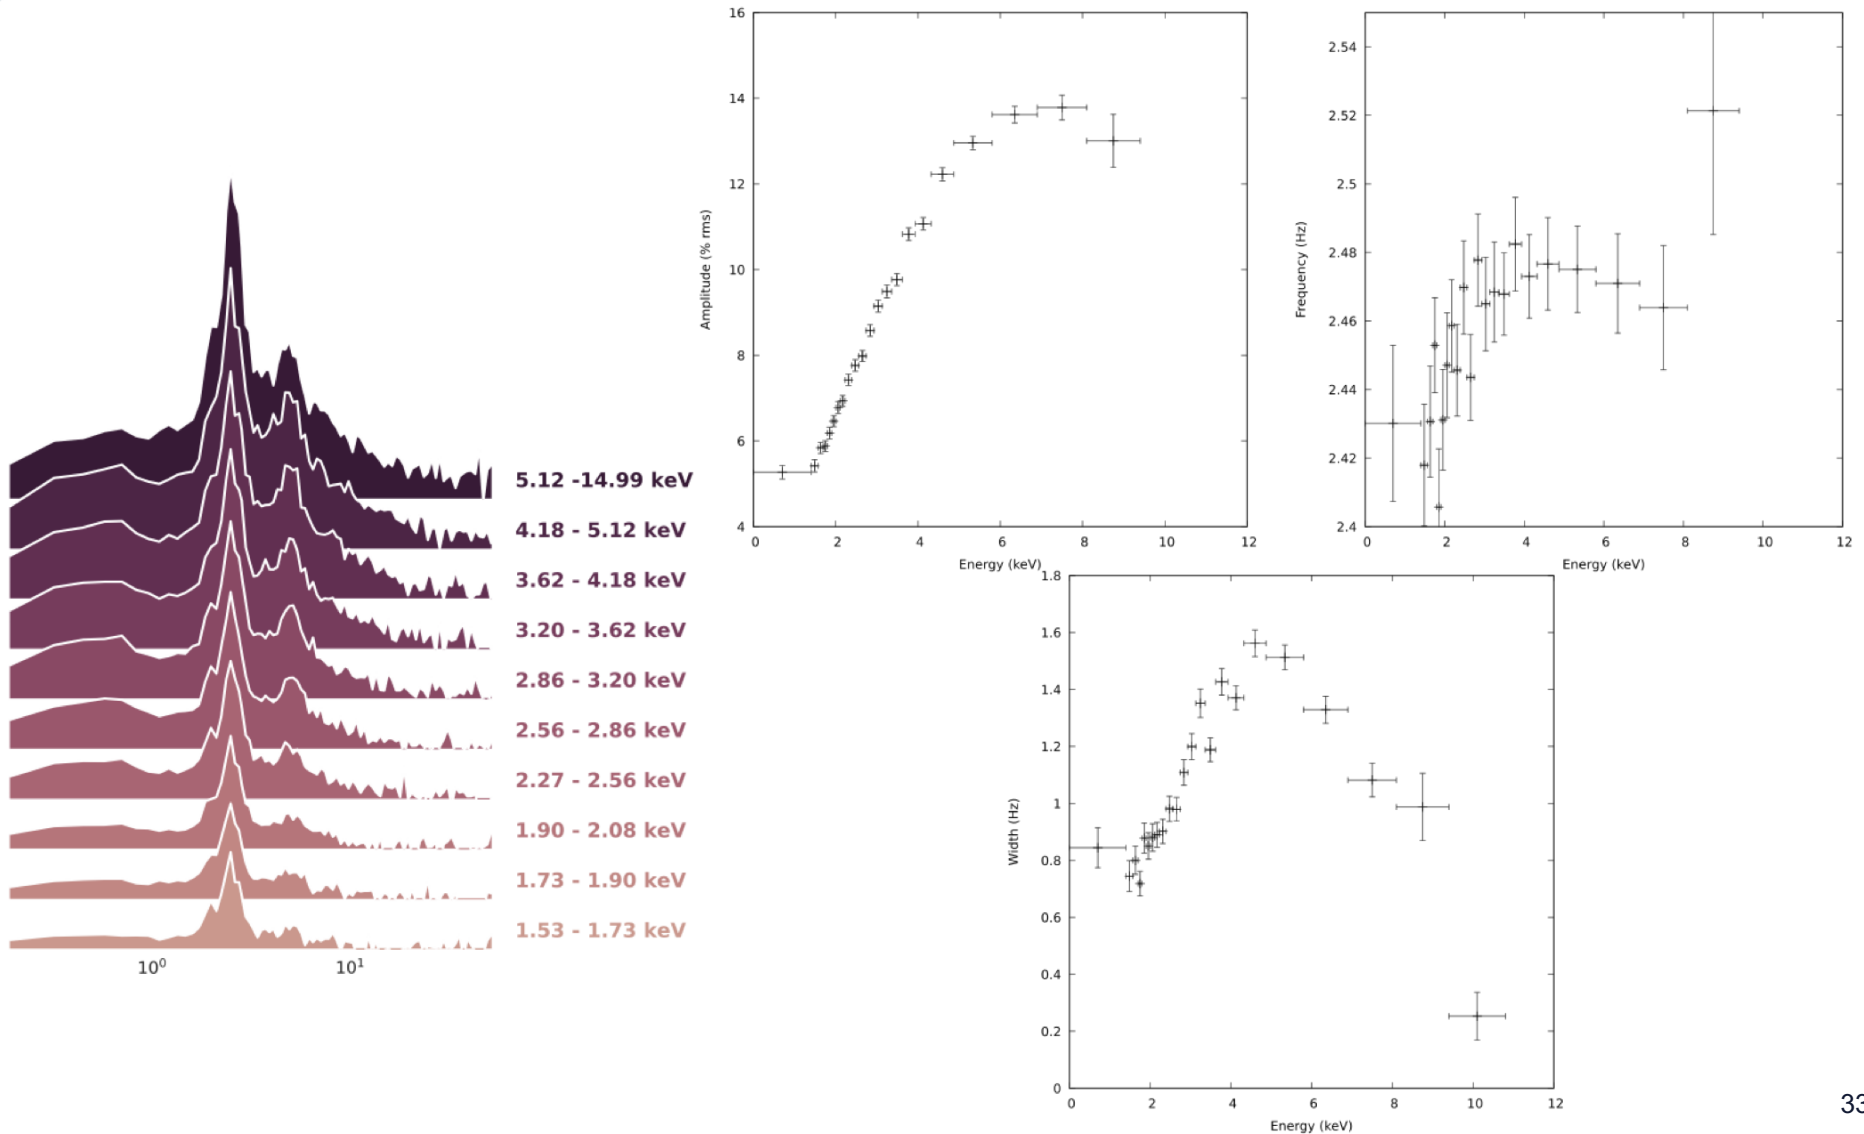 5.12 -14.99 keV
4.18 - 5.12 keV
3.62 - 4.18 keV
3.20 - 3.62 keV
2.86 - 3.20 keV
2.56 - 2.86 keV
2.27 - 2.56 keV
1.90 - 2.08 keV
1.73 - 1.90 keV
1.53 - 1.73 keV
10⁰ 10¹
16
14
12
10
8
6
4
Amplitude (% rms)
0 2 4 6 8 10 12
Energy (keV)
2.54
2.52
2.5
2.48
2.46
2.44
2.42
2.4
Frequency (Hz)
0 2 4 6 8 10 12
Energy (keV)
1.8
1.6
1.4
1.2
1
0.8
0.6
0.4
0.2
0
Width (Hz)
0 2 4 6 8 10 12
Energy (keV)
33